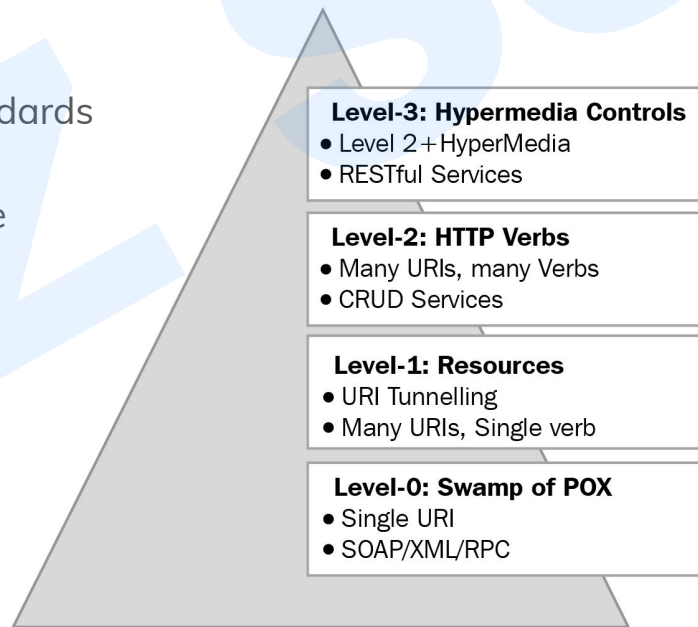 dards
e
Level-3: Hypermedia Controls
• Level 2+HyperMedia
• RESTful Services
Level-2: HTTP Verbs
• Many URIs, many Verbs
• CRUD Services
Level-1: Resources
• URI Tunnelling
• Many URIs, Single verb
Level-0: Swamp of POX
• Single URI
• SOAP/XML/RPC